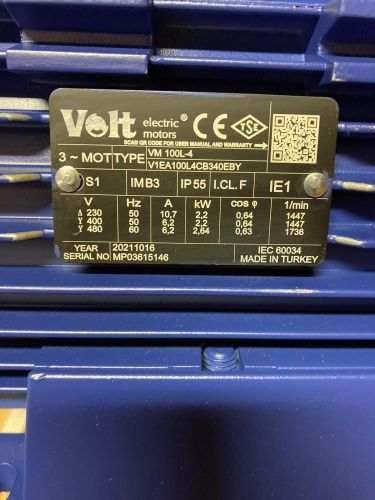 Volt electric® motors CE TSE
SCAN QR CODE FOR USER MANUAL AND WARRANTY
3 ~ MOT TYPE VM 100L-4
V1EA100L4CB340EBY
S1 IM B3 IP 55 I.CL. F IE1
V Hz A kW cos φ 1/min
Δ 230 50 10,7 2,2 0,64 1447
Y 400 50 6,2 2,2 0,64 1447
Y 480 60 6,2 2,64 0,63 1736
YEAR 20211016 IEC 60034
SERIAL NO MP03615146 MADE IN TURKEY